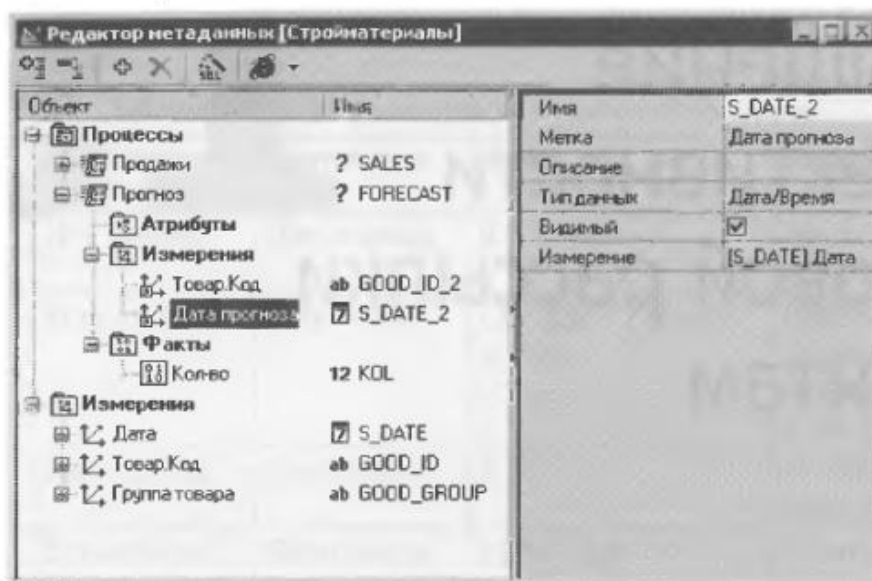 Редактор метаданных [Стройматериалы]
Объект Имя
Процессы
Продажи ? SALES
Прогноз ? FORECAST
Атрибуты
Измерения
Товар.Код ab GOOD_ID_2
Дата прогноза 7 S_DATE_2
Факты
Кол-во 12 KOL
Измерения
Дата 7 S_DATE
Товар.Код ab GOOD_ID
Группа товара ab GOOD_GROUP
Имя S_DATE_2
Метка Дата прогноза
Описание
Тип данных Дата/Время
Видимый
Измерение [S_DATE] Дата